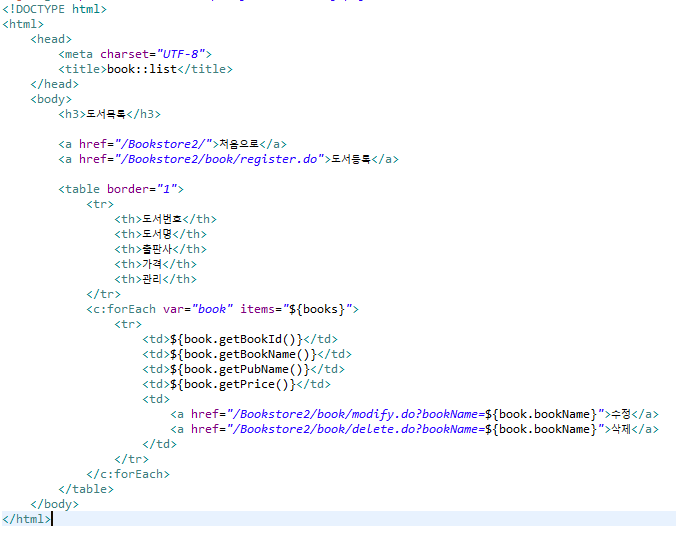 <!DOCTYPE html>
<html>
    <head>
        <meta charset="UTF-8">
        <title>book::list</title>
    </head>
    <body>
        <h3>도서목록</h3>

        <a href="/Bookstore2/">처음으로</a>
        <a href="/Bookstore2/book/register.do">도서등록</a>

        <table border="1">
            <tr>
                <th>도서번호</th>
                <th>도서명</th>
                <th>출판사</th>
                <th>가격</th>
                <th>관리</th>
            </tr>
            <c:forEach var="book" items="${books}">
                <tr>
                    <td>${book.getBookId()}</td>
                    <td>${book.getBookName()}</td>
                    <td>${book.getPubName()}</td>
                    <td>${book.getPrice()}</td>
                    <td>
                        <a href="/Bookstore2/book/modify.do?bookName=${book.bookName}">수정</a>
                        <a href="/Bookstore2/book/delete.do?bookName=${book.bookName}">삭제</a>
                    </td>
                </tr>
            </c:forEach>
        </table>
    </body>
</html>